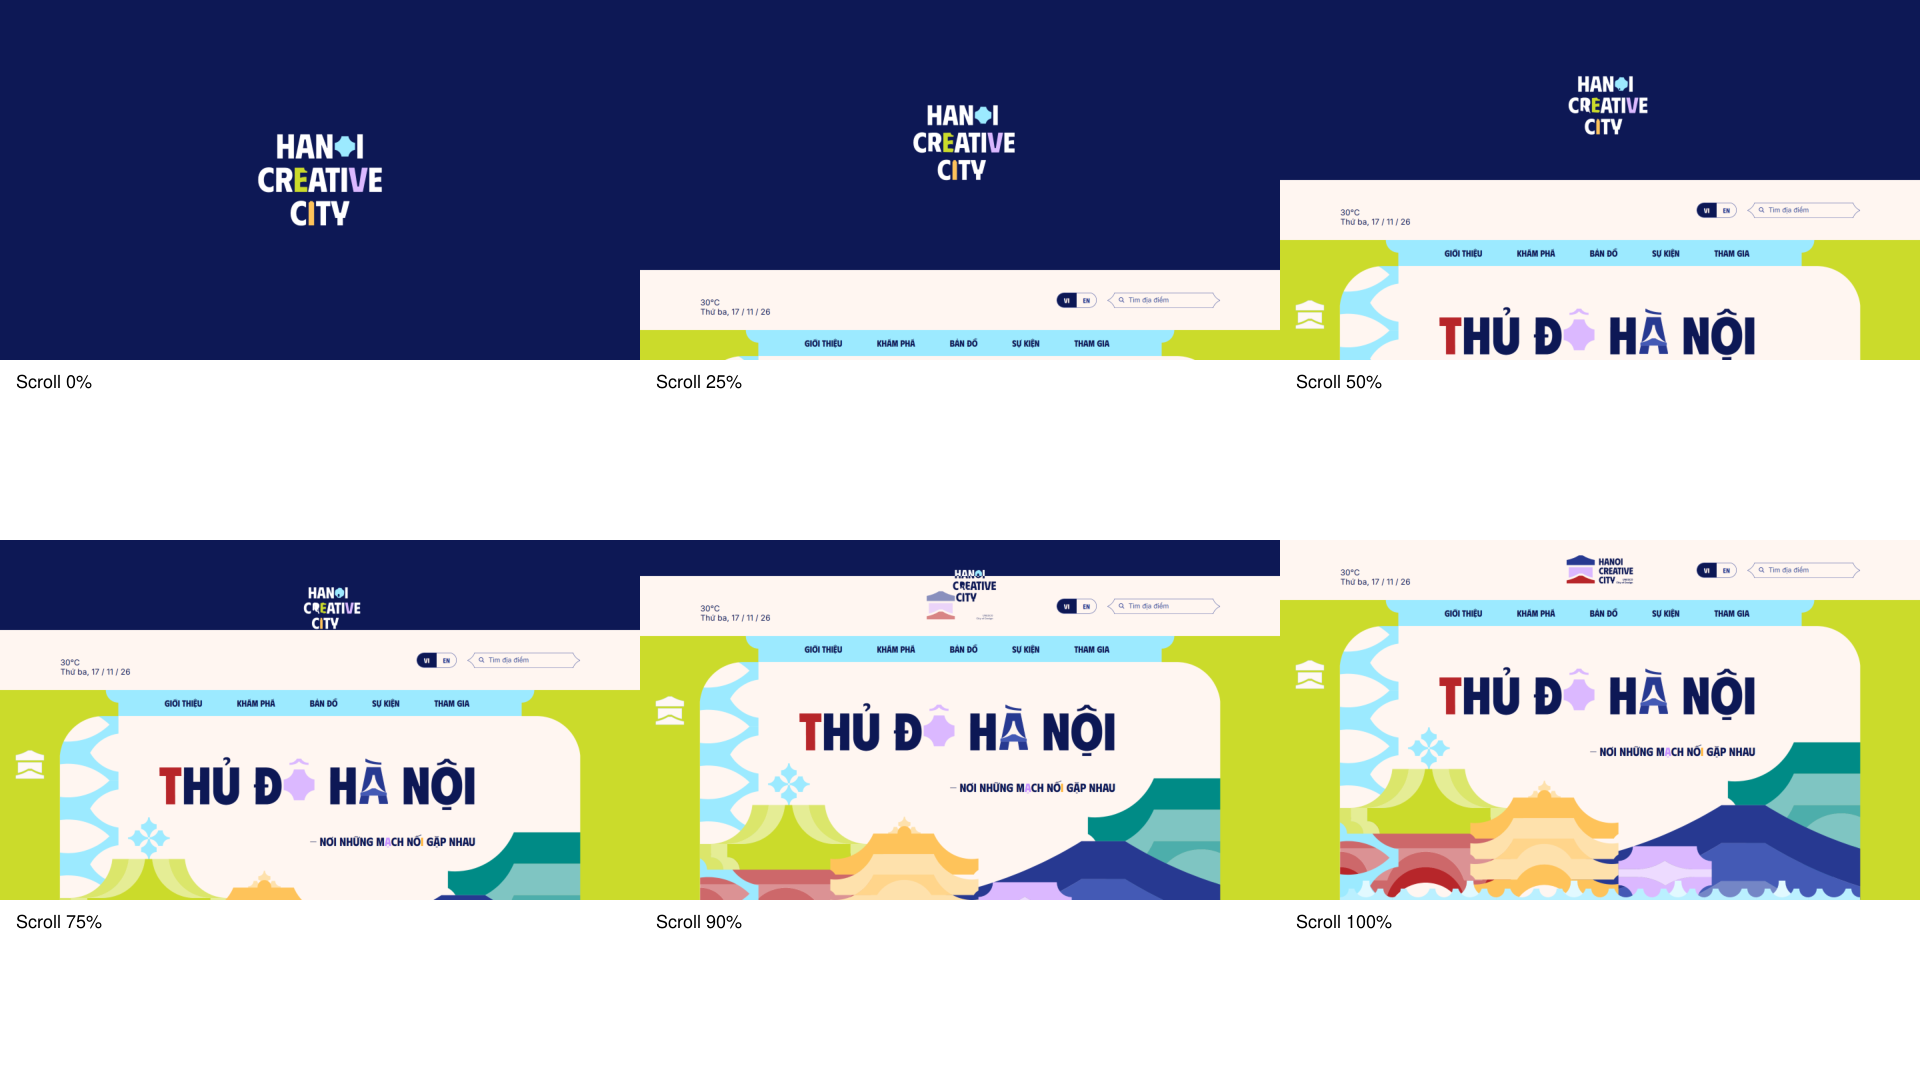 HANOI
CREATIVE
CITY
Scroll 0%
HANOI
CREATIVE
CITY
30°C
Thứ ba, 17 / 11 / 26
VI EN
Tìm địa điểm
GIỚI THIỆU KHÁM PHÁ BẢN ĐỒ SỰ KIỆN THAM GIA
Scroll 25%
HANOI
CREATIVE
CITY
30°C
Thứ ba, 17 / 11 / 26
VI EN
Tìm địa điểm
GIỚI THIỆU KHÁM PHÁ BẢN ĐỒ SỰ KIỆN THAM GIA
THỦ ĐÔ HÀ NỘI
Scroll 50%
HANOI
CREATIVE
CITY
30°C
Thứ ba, 17 / 11 / 26
VI EN
Tìm địa điểm
GIỚI THIỆU KHÁM PHÁ BẢN ĐỒ SỰ KIỆN THAM GIA
THỦ ĐÔ HÀ NỘI
– NƠI NHỮNG MẠCH NỐI GẶP NHAU
Scroll 75%
HANOI
CREATIVE
CITY
30°C
Thứ ba, 17 / 11 / 26
VI EN
Tìm địa điểm
GIỚI THIỆU KHÁM PHÁ BẢN ĐỒ SỰ KIỆN THAM GIA
THỦ ĐÔ HÀ NỘI
– NƠI NHỮNG MẠCH NỐI GẶP NHAU
Scroll 90%
HANOI
CREATIVE
CITY
30°C
Thứ ba, 17 / 11 / 26
VI EN
Tìm địa điểm
GIỚI THIỆU KHÁM PHÁ BẢN ĐỒ SỰ KIỆN THAM GIA
THỦ ĐÔ HÀ NỘI
– NƠI NHỮNG MẠCH NỐI GẶP NHAU
Scroll 100%